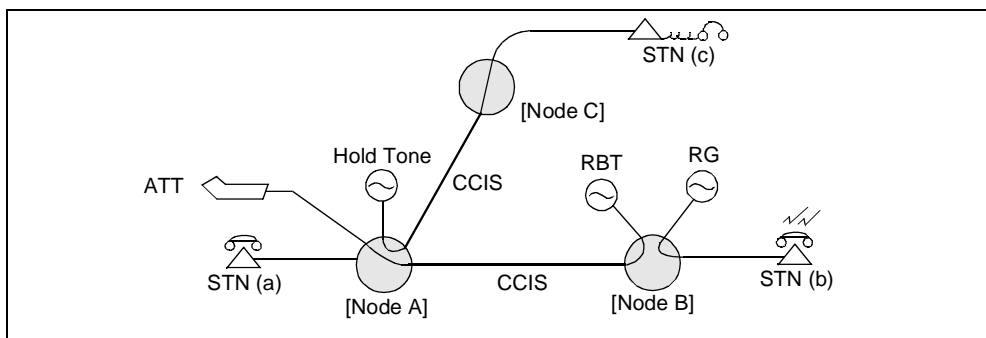 STN (c)
[Node C]
Hold Tone
RBT
RG
ATT
CCIS
STN (a)
CCIS
STN (b)
[Node A]
[Node B]